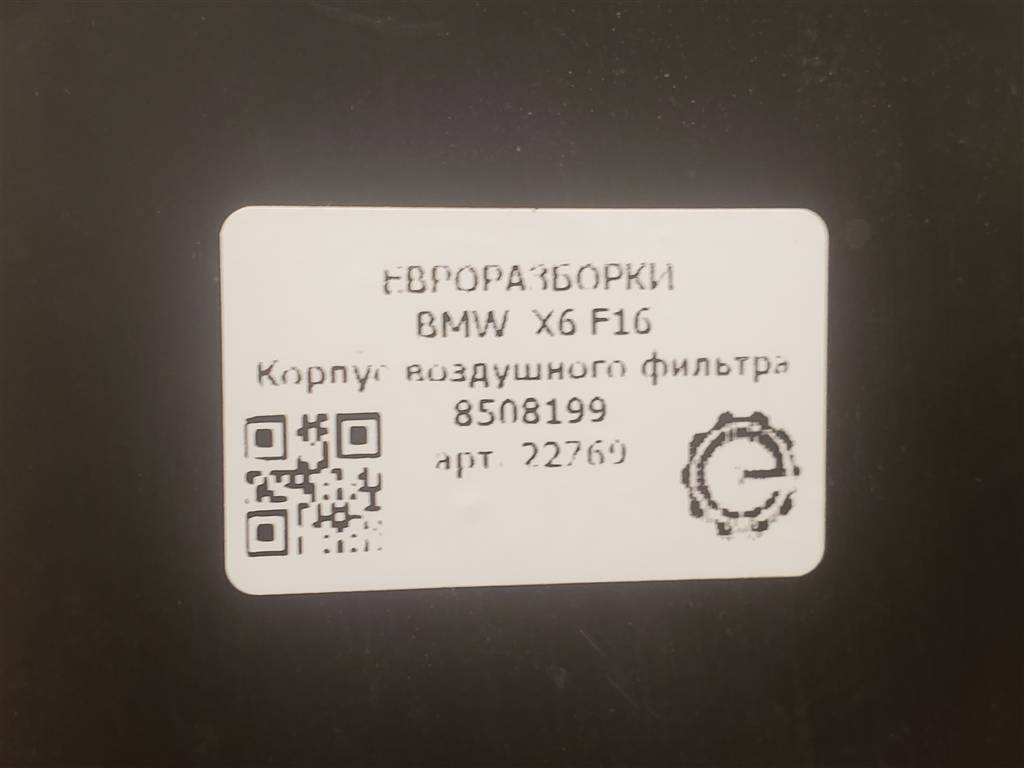 ЕВРОРАЗБОРКИ
BMW X6 F16
Корпус воздушного фильтра
8508199
арт. 22769